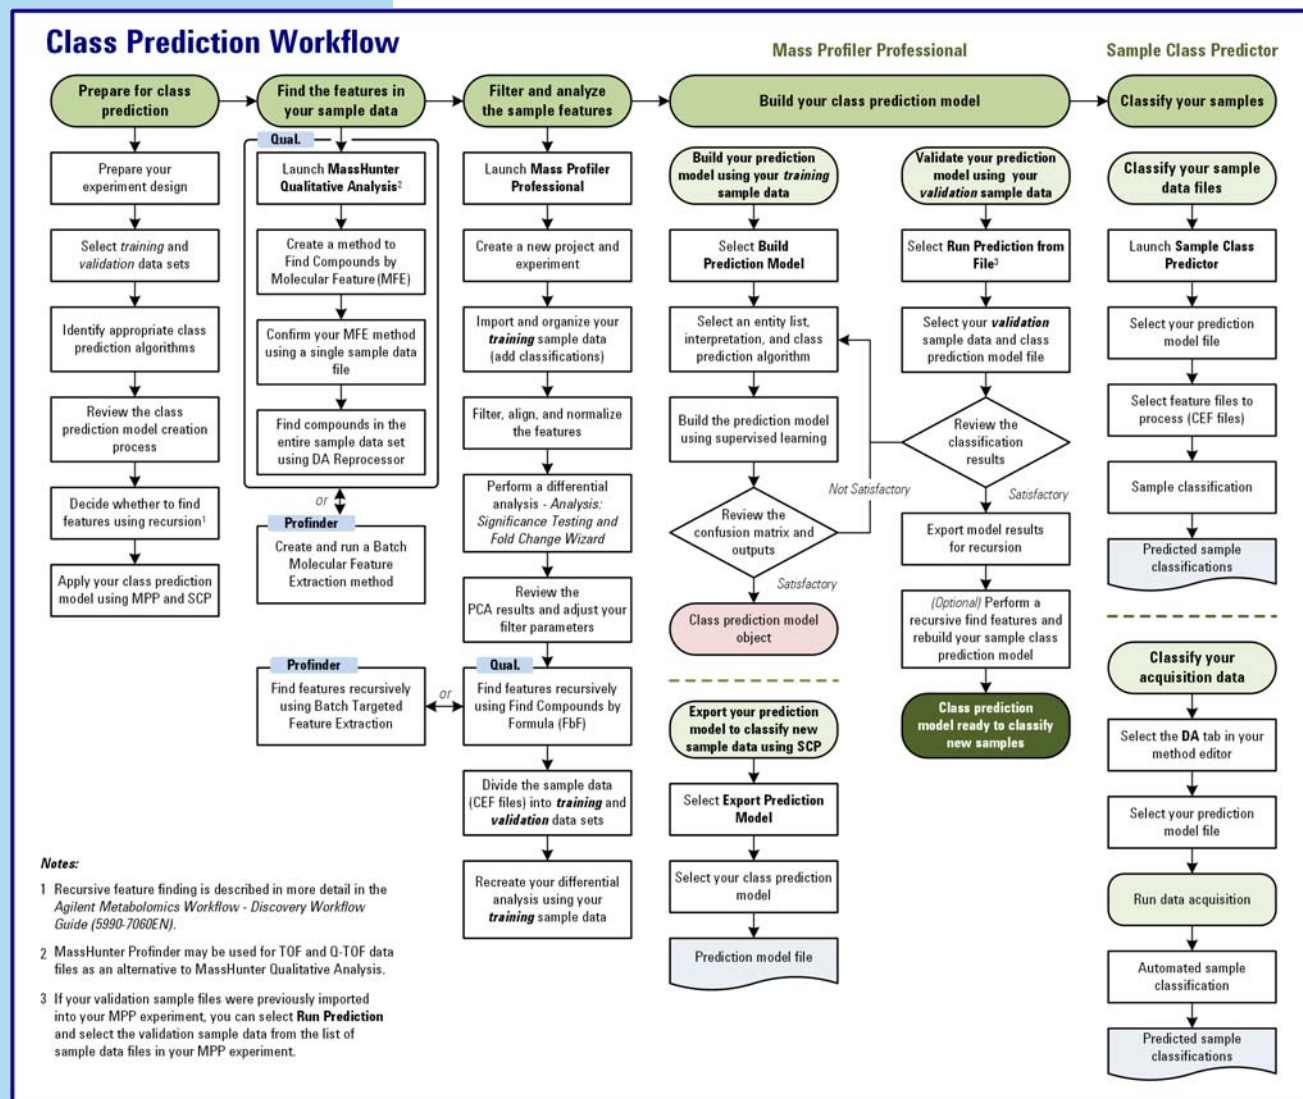 Class Prediction Workflow
Mass Profiler Professional
Sample Class Predictor
Prepare for class
prediction
Find the features in
your sample data
Filter and analyze
the sample features
Build your class prediction model
Classify your samples
Prepare your
experiment design
Select training and
validation data sets
Identify appropriate class
prediction algorithms
Review the class
prediction model creation
process
Decide whether to find
features using recursion1
Apply your class prediction
model using MPP and SCP
Qual.
Launch MassHunter
Qualitative Analysis2
Create a method to
Find Compounds by
Molecular Feature (MFE)
Confirm your MFE method
using a single sample data
file
Find compounds in the
entire sample data set
using DA Reprocessor
or
Profinder
Create and run a Batch
Molecular Feature
Extraction method
Profinder
Find features recursively
using Batch Targeted
Feature Extraction
or
Launch Mass Profiler
Professional
Create a new project and
experiment
Import and organize your
training sample data
(add classifications)
Filter, align, and normalize
the features
Perform a differential
analysis - Analysis:
Significance Testing and
Fold Change Wizard
Review the
PCA results and adjust your
filter parameters
Qual.
Find features recursively
using Find Compounds by
Formula (FbF)
Divide the sample data
(CEF files) into training and
validation data sets
Recreate your differential
analysis using your
training sample data
Build your prediction
model using your training
sample data
Select Build
Prediction Model
Select an entity list,
interpretation, and class
prediction algorithm
Build the prediction model
using supervised learning
Review the
confusion matrix and
outputs
Not Satisfactory
Satisfactory
Class prediction model
object
Export your prediction
model to classify new
sample data using SCP
Select Export Prediction
Model
Select your class prediction
model
Prediction model file
Validate your prediction
model using your
validation sample data
Select Run Prediction from
File3
Select your validation
sample data and class
prediction model file
Review the
classification
results
Satisfactory
Export model results
for recursion
(Optional) Perform a
recursive find features and
rebuild your sample class
prediction model
Class prediction
model ready to classify
new samples
Classify your sample
data files
Launch Sample Class
Predictor
Select your prediction
model file
Select feature files to
process (CEF files)
Sample classification
Predicted sample
classifications
Classify your
acquisition data
Select the DA tab in your
method editor
Select your prediction
model file
Run data acquisition
Automated sample
classification
Predicted sample
classifications
Notes:
1 Recursive feature finding is described in more detail in the
Agilent Metabolomics Workflow - Discovery Workflow
Guide (5990-7060EN).
2 MassHunter Profinder may be used for TOF and Q-TOF data
files as an alternative to MassHunter Qualitative Analysis.
3 If your validation sample files were previously imported
into your MPP experiment, you can select Run Prediction
and select the validation sample data from the list of
sample data files in your MPP experiment.